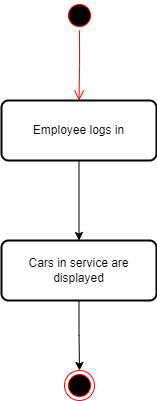 Employee logs in
Cars in service are
displayed